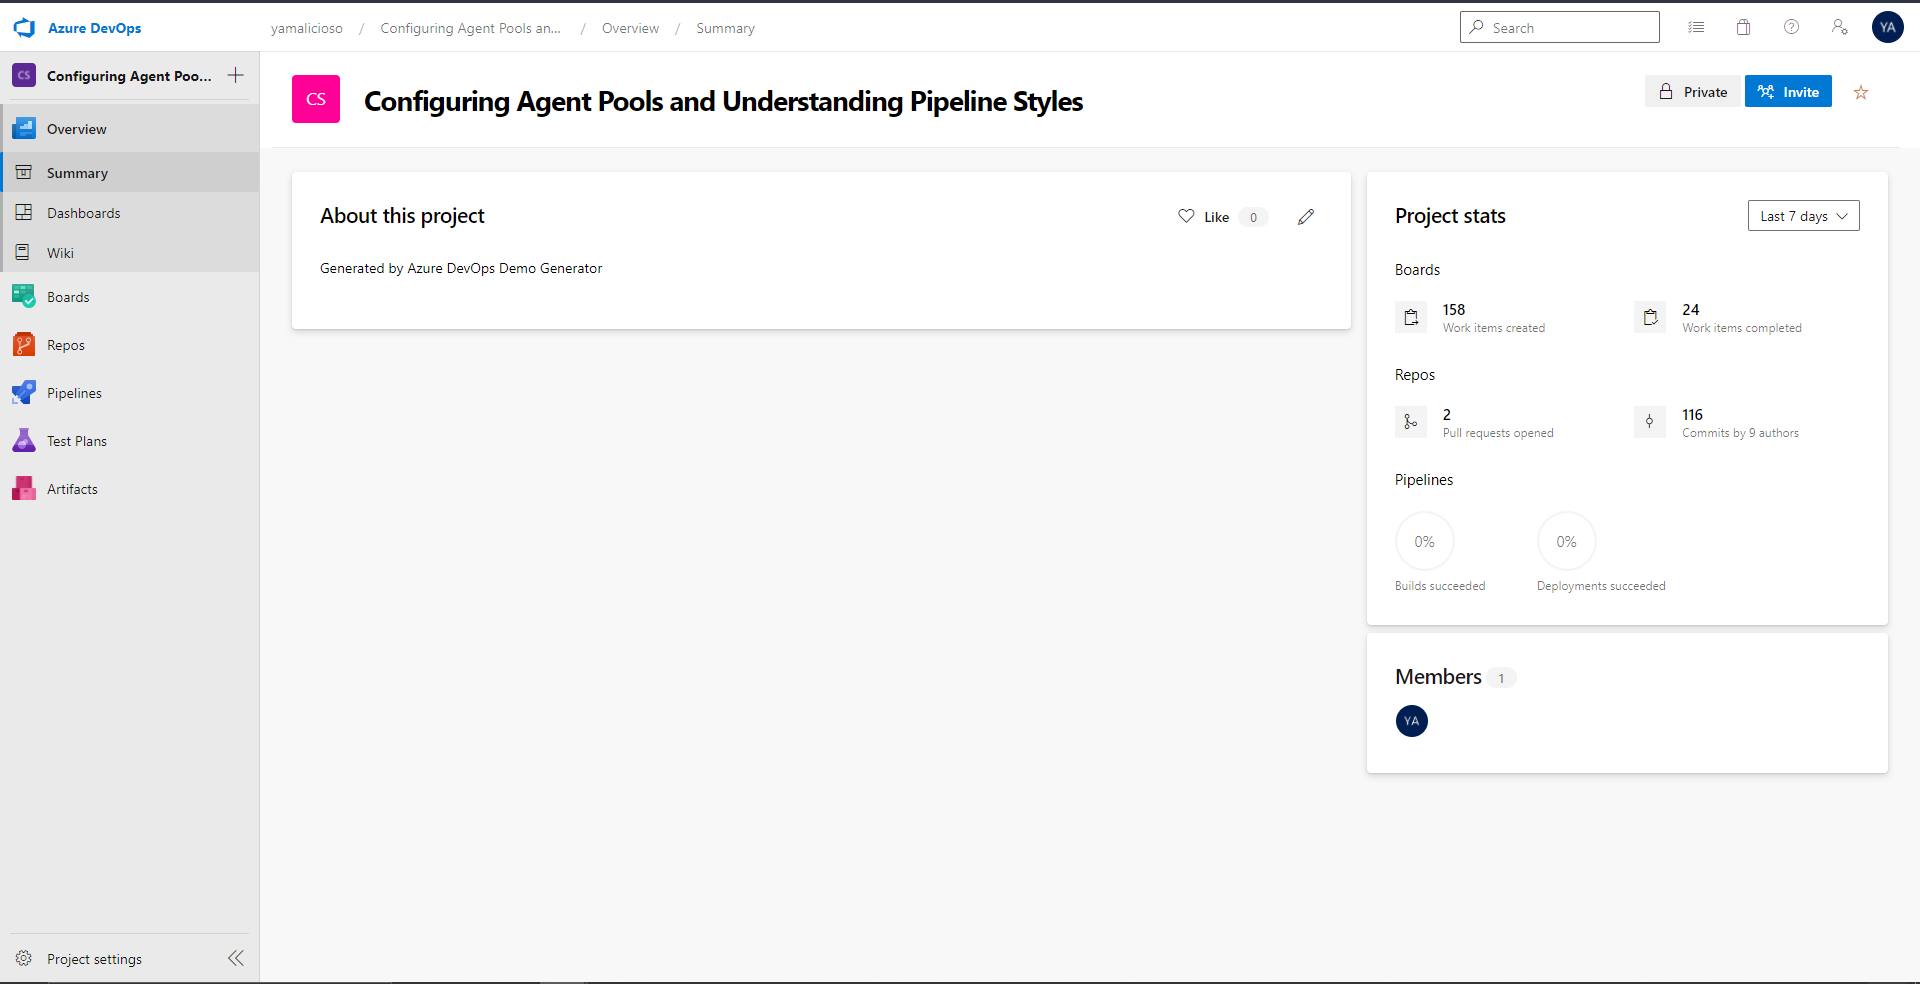 Azure DevOps
yamalicioso / Configuring Agent Pools an... / Overview / Summary
Search
YA
CS Configuring Agent Poo...
Overview
Summary
Dashboards
Wiki
Boards
Repos
Pipelines
Test Plans
Artifacts
Project settings
CS Configuring Agent Pools and Understanding Pipeline Styles
Private
Invite
About this project
Like 0
Generated by Azure DevOps Demo Generator
Project stats
Last 7 days
Boards
158
Work items created
24
Work items completed
Repos
2
Pull requests opened
116
Commits by 9 authors
Pipelines
0%
Builds succeeded
0%
Deployments succeeded
Members 1
YA